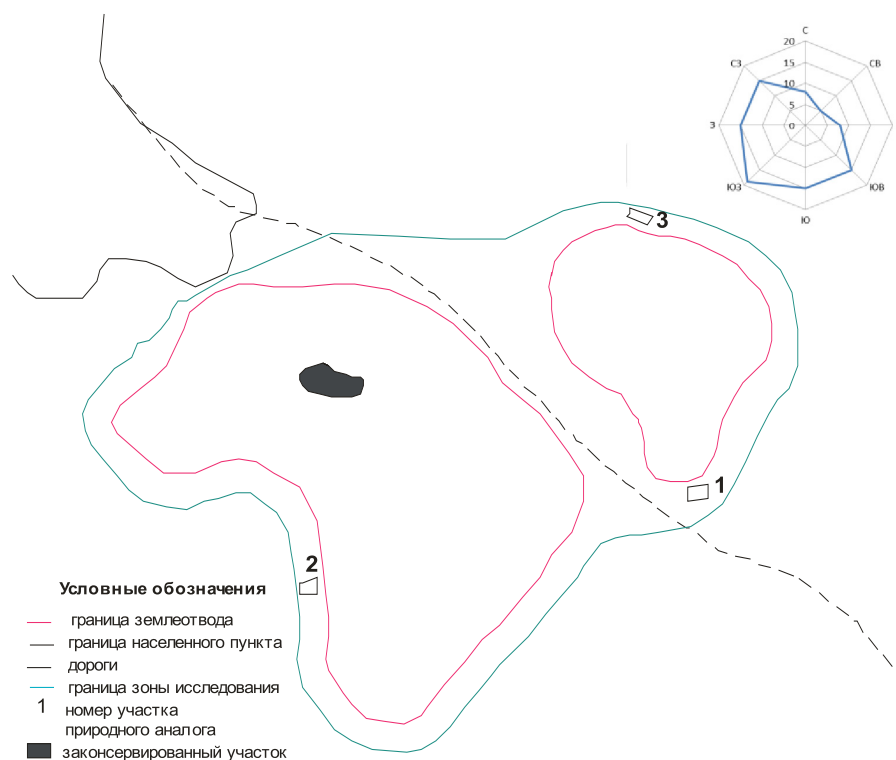 С
20
СЗ
СВ
15
10
5
З
0
ЮЗ
ЮВ
Ю
3
1
2
Условные обозначения
граница землеотвода
граница населенного пункта
дороги
граница зоны исследования
1 номер участка
природного аналога
законсервированный участок